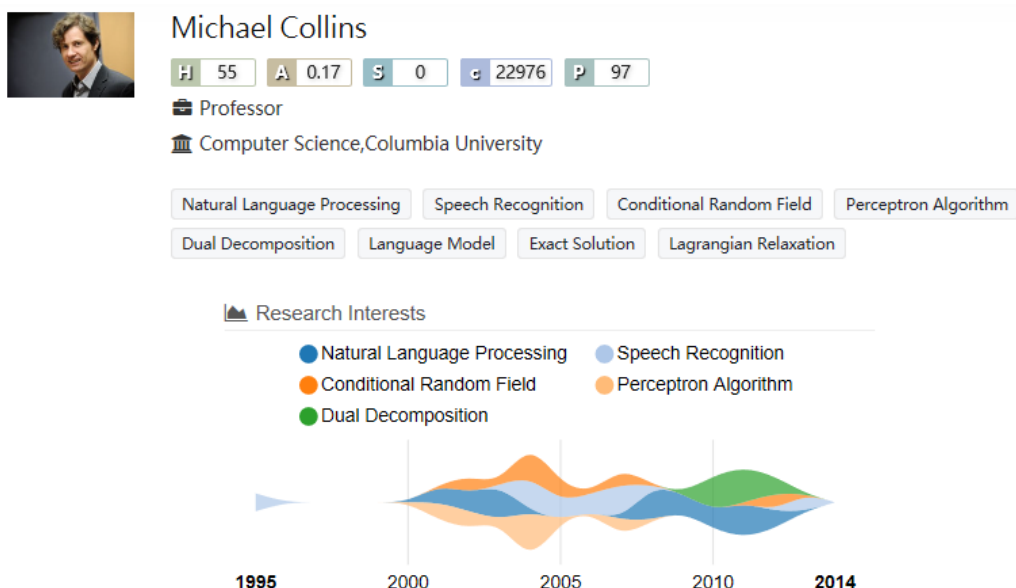 Michael Collins
H 55 A 0.17 S 0 c 22976 P 97
Professor
Computer Science,Columbia University
Natural Language Processing Speech Recognition Conditional Random Field Perceptron Algorithm
Dual Decomposition Language Model Exact Solution Lagrangian Relaxation
Research Interests
Natural Language Processing Speech Recognition
Conditional Random Field Perceptron Algorithm
Dual Decomposition
1995 2000 2005 2010 2014